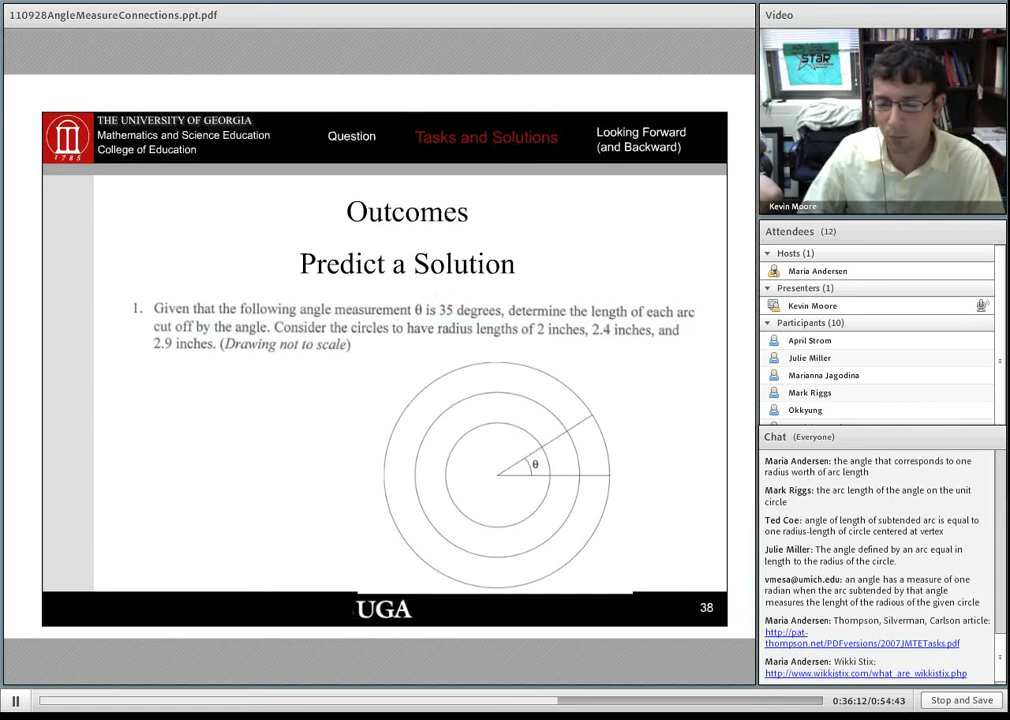 110928AngleMeasureConnections.ppt.pdf
THE UNIVERSITY OF GEORGIA
Mathematics and Science Education
College of Education
1785
Question
Tasks and Solutions
Looking Forward
(and Backward)
Outcomes
Predict a Solution
1. Given that the following angle measurement θ is 35 degrees, determine the length of each arc
cut off by the angle. Consider the circles to have radius lengths of 2 inches, 2.4 inches, and
2.9 inches. (Drawing not to scale)
θ
UGA
38
Video
STaR
Kevin Moore
Attendees (12)
Hosts (1)
Maria Andersen
Presenters (1)
Kevin Moore
Participants (10)
April Strom
Julie Miller
Marianna Jagodina
Mark Riggs
Okkyung
Chat (Everyone)
Maria Andersen: the angle that corresponds to one
radius worth of arc length
Mark Riggs: the arc length of the angle on the unit
circle
Ted Coe: angle of length of subtended arc is equal to
one radius-length of circle centered at vertex
Julie Miller: The angle defined by an arc equal in
length to the radius of the circle.
vmesa@umich.edu: an angle has a measure of one
radian when the arc subtended by that angle
measures the lenght of the radious of the given circle
Maria Andersen: Thompson, Silverman, Carlson article:
http://pat-
thompson.net/PDFversions/2007JMTETasks.pdf
Maria Andersen: Wikki Stix:
http://www.wikkistix.com/what_are_wikkistix.php
0:36:12/0:54:43
Stop and Save